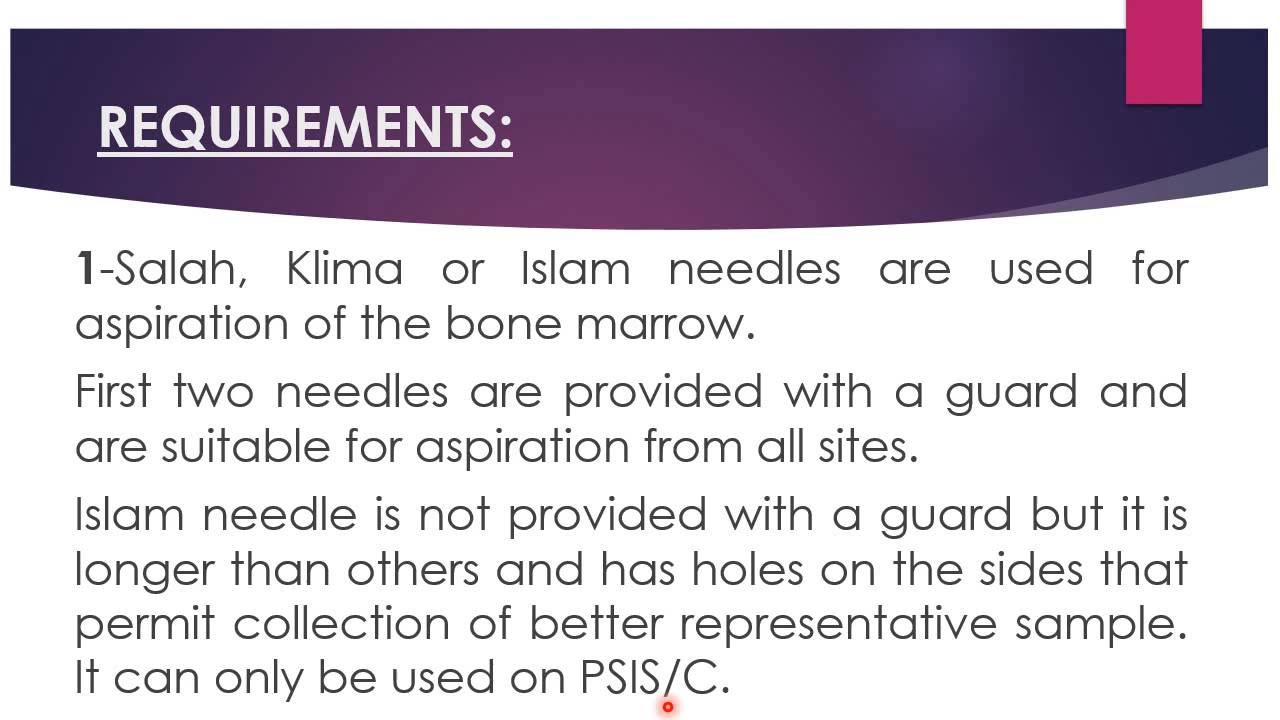 REQUIREMENTS:
1-Salah, Klima or Islam needles are used for
aspiration of the bone marrow.
First two needles are provided with a guard and
are suitable for aspiration from all sites.
Islam needle is not provided with a guard but it is
longer than others and has holes on the sides that
permit collection of better representative sample.
It can only be used on PSIS/C.